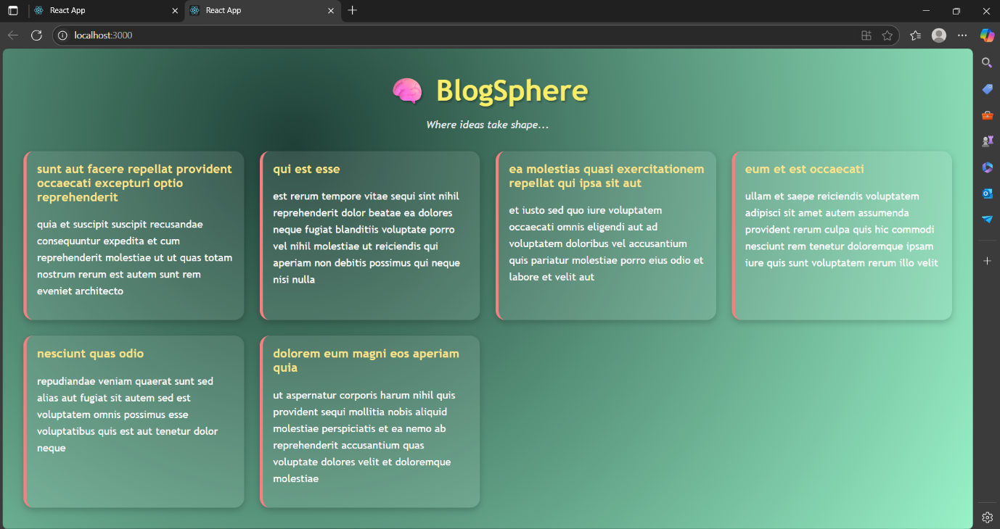 React App
React App
localhost:3000
BlogSphere
Where ideas take shape...
sunt aut facere repellat provident
occaecati excepturi optio
reprehenderit
quia et suscipit suscipit recusandae
consequuntur expedita et cum
reprehenderit molestiae ut ut quas totam
nostrum rerum est autem sunt rem
eveniet architecto
qui est esse
est rerum tempore vitae sequi sint nihil
reprehenderit dolor beatae ea dolores
neque fugiat blanditiis voluptate porro
vel nihil molestiae ut reiciendis qui
aperiam non debitis possimus qui neque
nisi nulla
ea molestias quasi exercitationem
repellat qui ipsa sit aut
et iusto sed quo iure voluptatem
occaecati omnis eligendi aut ad
voluptatem doloribus vel accusantium
quis pariatur molestiae porro eius odio et
labore et velit aut
eum et est occaecati
ullam et saepe reiciendis voluptatem
adipisci sit amet autem assumenda
provident rerum culpa quis hic commodi
nesciunt rem tenetur doloremque ipsam
iure quis sunt voluptatem rerum illo velit
nesciunt quas odio
repudiandae veniam quaerat sunt sed
alias aut fugiat sit autem sed est
voluptatem omnis possimus esse
voluptatibus quis est aut tenetur dolor
neque
dolorem eum magni eos aperiam
quia
ut aspernatur corporis harum nihil quis
provident sequi mollitia nobis aliquid
molestiae perspiciatis et ea nemo ab
reprehenderit accusantium quas
voluptate dolores velit et doloremque
molestiae